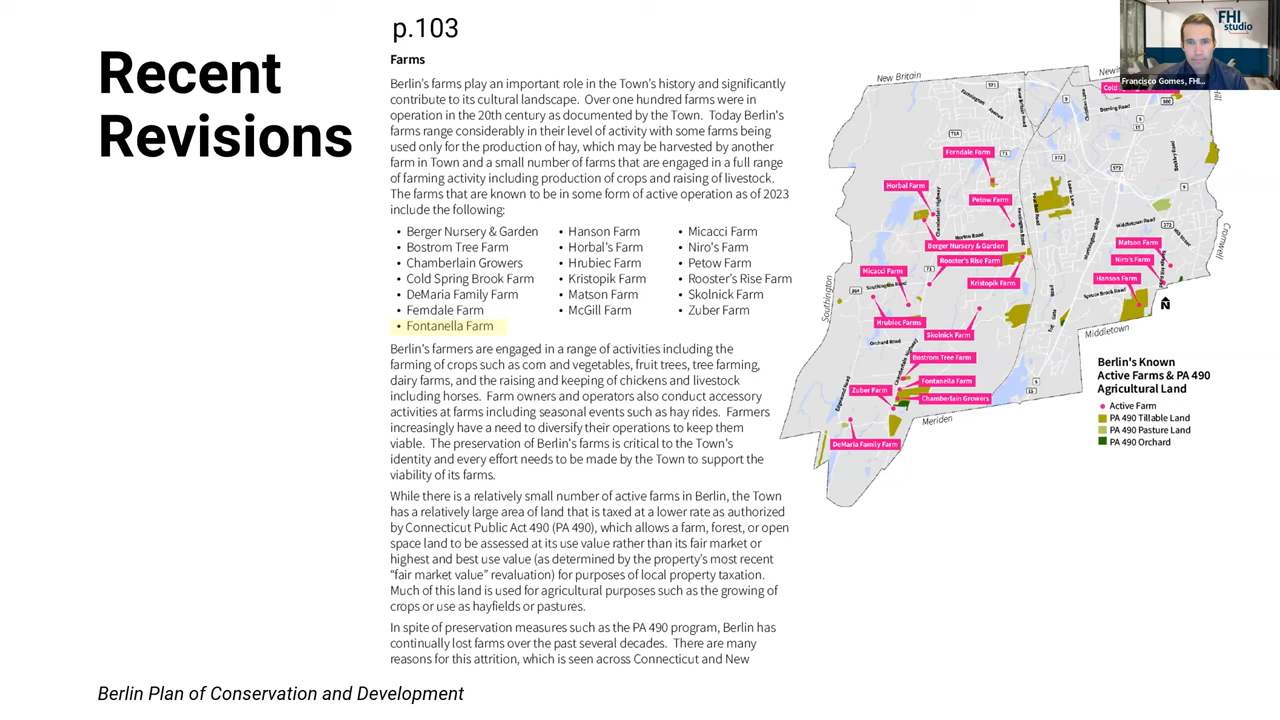 Recent
Revisions
p.103
Farms
Berlin's farms play an important role in the Town's history and significantly
contribute to its cultural landscape. Over one hundred farms were in
operation in the 20th century as documented by the Town. Today Berlin's
farms range considerably in their level of activity with some farms being
used only for the production of hay, which may be harvested by another
farm in Town and a small number of farms that are engaged in a full range
of farming activity including production of crops and raising of livestock.
The farms that are known to be in some form of active operation as of 2023
include the following:
• Berger Nursery & Garden
• Bostrom Tree Farm
• Chamberlain Growers
• Cold Spring Brook Farm
• DeMaria Family Farm
• Ferndale Farm
• Fontanella Farm
• Hanson Farm
• Horbal's Farm
• Hrubiec Farm
• Kristopik Farm
• Matson Farm
• McGill Farm
• Micacci Farm
• Niro's Farm
• Petow Farm
• Rooster's Rise Farm
• Skolnick Farm
• Zuber Farm
Berlin's farmers are engaged in a range of activities including the
farming of crops such as corn and vegetables, fruit trees, tree farming,
dairy farms, and the raising and keeping of chickens and livestock
including horses. Farm owners and operators also conduct accessory
activities at farms including seasonal events such as hay rides. Farmers
increasingly have a need to diversify their operations to keep them
viable. The preservation of Berlin's farms is critical to the Town's
identity and every effort needs to be made by the Town to support the
viability of its farms.
While there is a relatively small number of active farms in Berlin, the Town
has a relatively large area of land that is taxed at a lower rate as authorized
by Connecticut Public Act 490 (PA 490), which allows a farm, forest, or open
space land to be assessed at its use value rather than its fair market or
highest and best use value (as determined by the property's most recent
"fair market value" revaluation) for purposes of local property taxation.
Much of this land is used for agricultural purposes such as the growing of
crops or use as hayfields or pastures.
In spite of preservation measures such as the PA 490 program, Berlin has
continually lost farms over the past several decades. There are many
reasons for this attrition, which is seen across Connecticut and New
New Britain
Cold
Ferndale Farm
Horbal Farm
Petow Farm
Berger Nursery & Garden
Rooster's Rise Farm
Micacci Farm
Kristopik Farm
Matson Farm
Niro's Farm
Hanson Farm
Hrubiec Farms
Skolnick Farm
Bostrom Tree Farm
Fontanella Farm
Zuber Farm
Chamberlain Growers
DeMaria Family Farm
Southington
Cromwell
Middletown
Meriden
Chamberlain Highway
Norton Road
Southington Road
Orchard Road
Edgewood Road
Spruce Brook Road
Middletown Road
Worthington Ridge
Deming Road
N
Berlin's Known
Active Farms & PA 490
Agricultural Land
Active Farm
PA 490 Tillable Land
PA 490 Pasture Land
PA 490 Orchard
FHI
studio
Francisco Gomes, FHI...
Berlin Plan of Conservation and Development